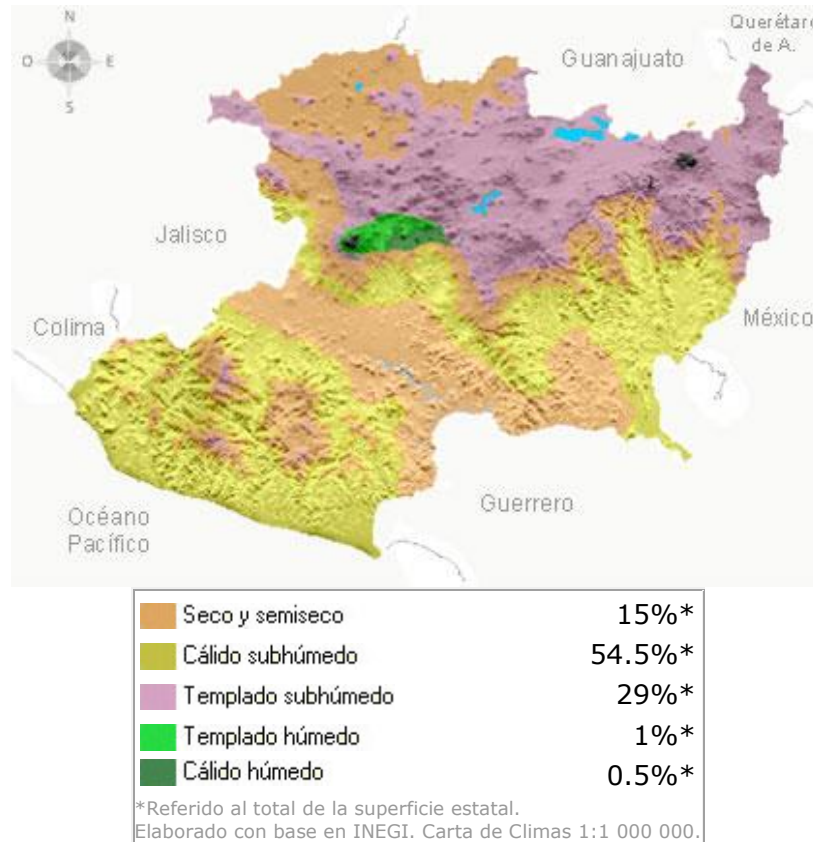 N
O E
S
Querétaro
de A.
Guanajuato
Jalisco
Colima
México
Guerrero
Océano
Pacífico
Seco y semiseco 15%*
Cálido subhúmedo 54.5%*
Templado subhúmedo 29%*
Templado húmedo 1%*
Cálido húmedo 0.5%*
*Referido al total de la superficie estatal.
Elaborado con base en INEGI. Carta de Climas 1:1 000 000.